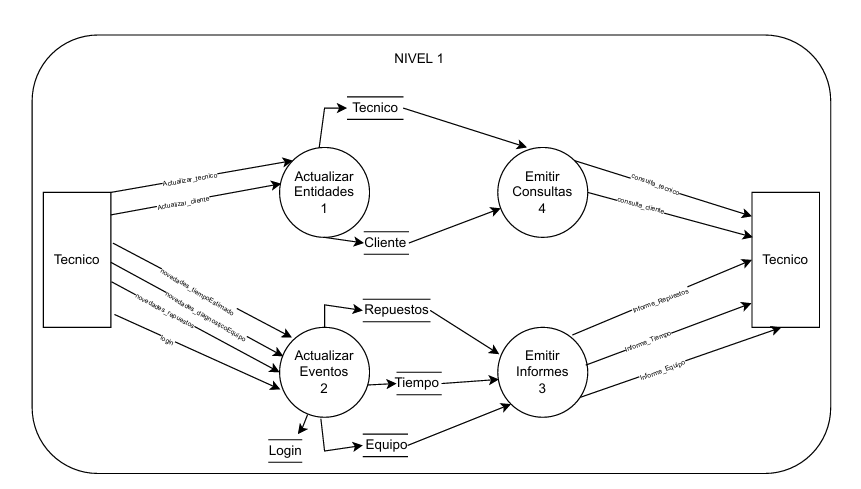 NIVEL 1
Tecnico
Actualizar_tecnico
Actualizar_cliente
Actualizar
Entidades
1
Tecnico
Cliente
Emitir
Consultas
4
consulta_tecnico
consulta_cliente
Tecnico
novedades_tiempoEstimado
novedades_diagnosticoEquipo
novedades_repuestos
login
Actualizar
Eventos
2
Repuestos
Tiempo
Equipo
Login
Emitir
Informes
3
Informe_Repuestos
Informe_Tiempo
Informe_Equipo
Tecnico